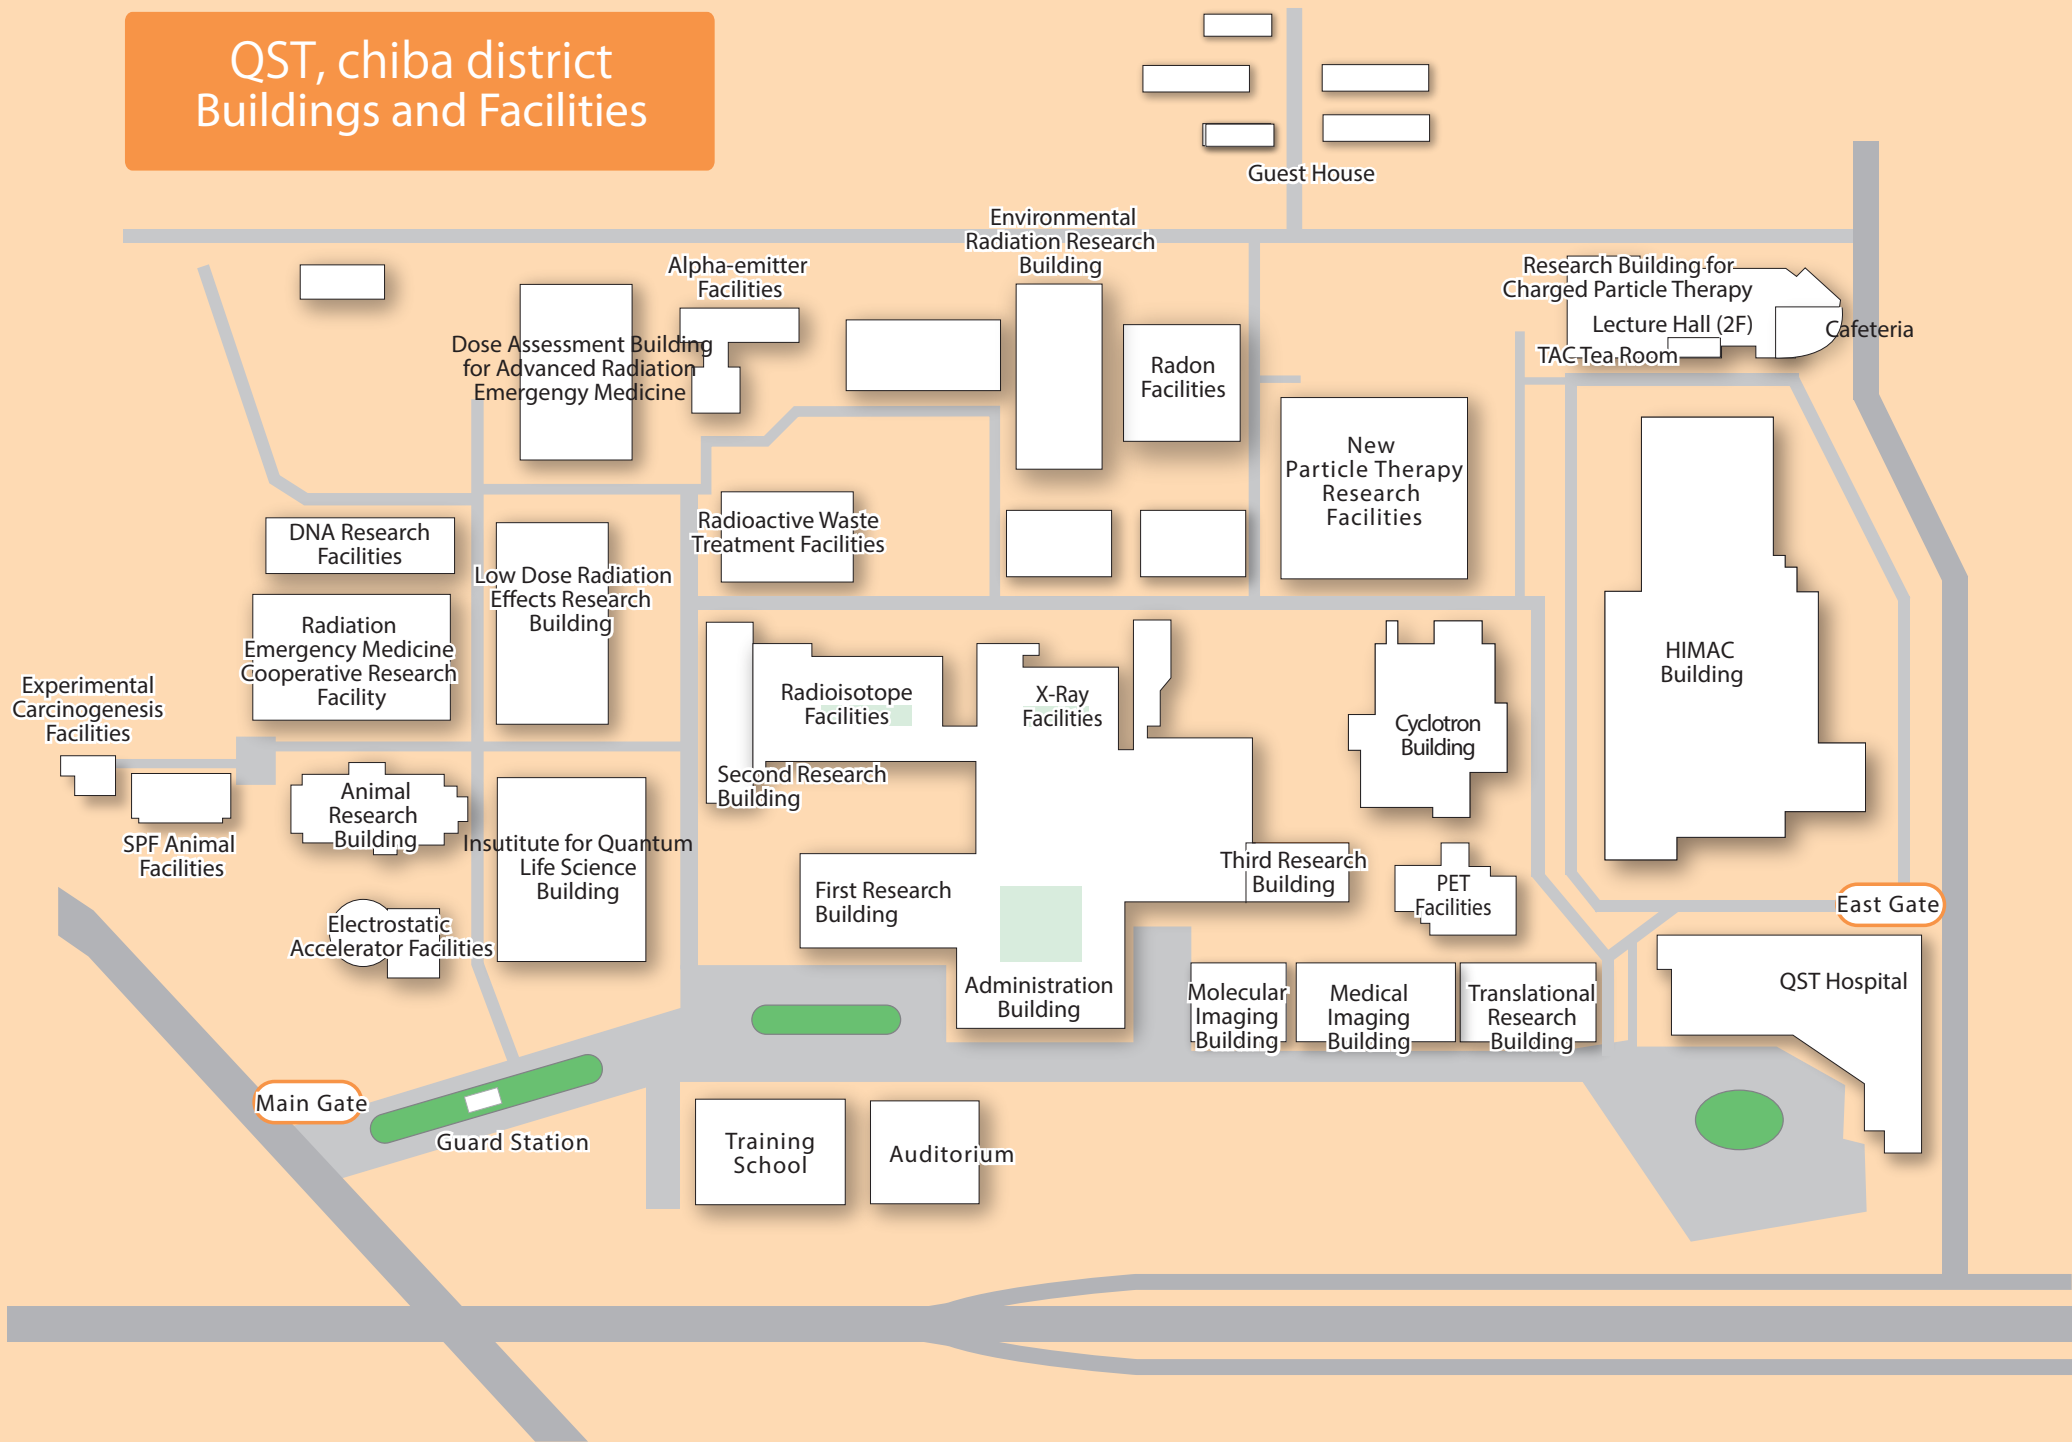 QST, chiba district
Buildings and Facilities
Guest House
Environmental
Radiation Research
Building
Alpha-emitter
Facilities
Research Building for
Charged Particle Therapy
Lecture Hall (2F)
Cafeteria
TAC Tea Room
Dose Assessment Building
for Advanced Radiation
Emergengy Medicine
Radon
Facilities
New
Particle Therapy
Research
Facilities
DNA Research
Facilities
Radioactive Waste
Treatment Facilities
Low Dose Radiation
Effects Research
Building
Radiation
Emergency Medicine
Cooperative Research
Facility
HIMAC
Building
Experimental
Carcinogenesis
Facilities
Radioisotope
Facilities
X-Ray
Facilities
Cyclotron
Building
Second Research
Building
Animal
Research
Building
SPF Animal
Facilities
Insutitute for Quantum
Life Science
Building
First Research
Building
Third Research
Building
PET
Facilities
East Gate
Electrostatic
Accelerator Facilities
Administration
Building
Molecular
Imaging
Building
Medical
Imaging
Building
Translational
Research
Building
QST Hospital
Main Gate
Guard Station
Training
School
Auditorium